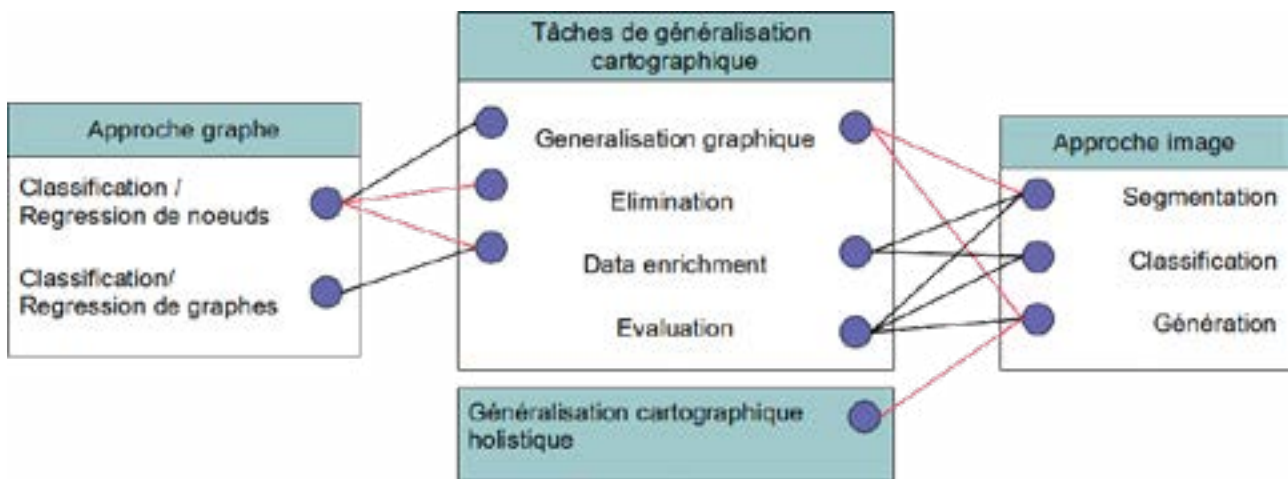 Approche graphe
Classification /
Regression de noeuds
Classification/
Regression de graphes
Tâches de généralisation
cartographique
Generalisation graphique
Elimination
Data enrichment
Evaluation
Généralisation cartographique
holistique
Approche image
Segmentation
Classification
Génération